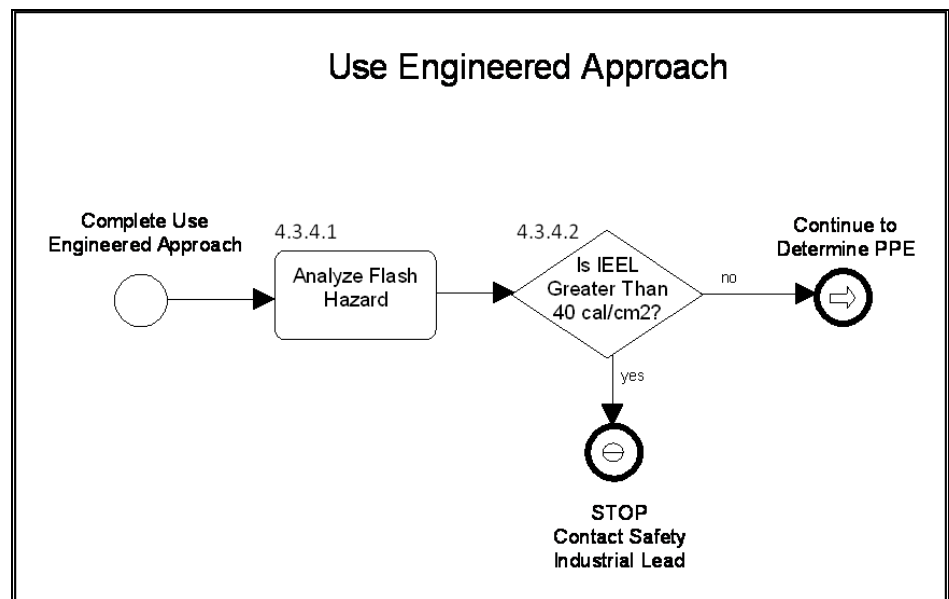 Use Engineered Approach
Complete Use
Engineered Approach
4.3.4.1
Analyze Flash
Hazard
4.3.4.2
Is IEEL
Greater Than
40 cal/cm2?
no
Continue to
Determine PPE
yes
STOP
Contact Safety
Industrial Lead